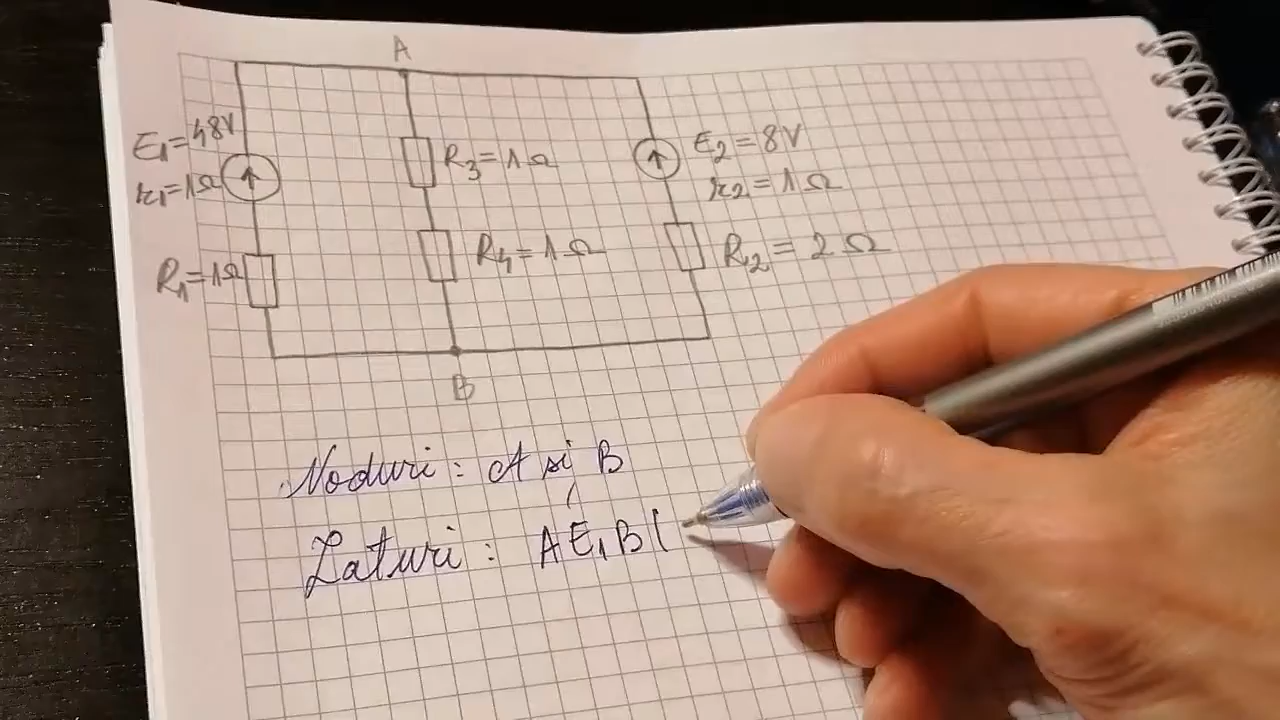 A
E₁=48V
r₁=1Ω
R₁=1Ω
R₃=1Ω
R₄=1Ω
E₂=8V
r₂=1Ω
R₂=2Ω
B
Noduri: A și B
Laturi: AE₁B(